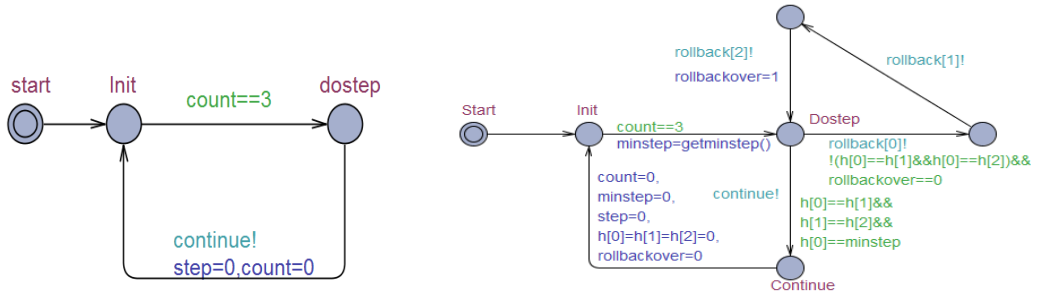 start
Init
dostep
count==3
continue!
step=0,count=0
rollback[2]!
rollbackover=1
rollback[1]!
Start
Init
count==3
minstep=getminstep()
Dostep
rollback[0]!
!(h[0]==h[1]&&h[0]==h[2])&&
rollbackover==0
count=0,
minstep=0,
step=0,
h[0]=h[1]=h[2]=0,
rollbackover=0
continue!
h[0]==h[1]&&
h[1]==h[2]&&
h[0]==minstep
Continue